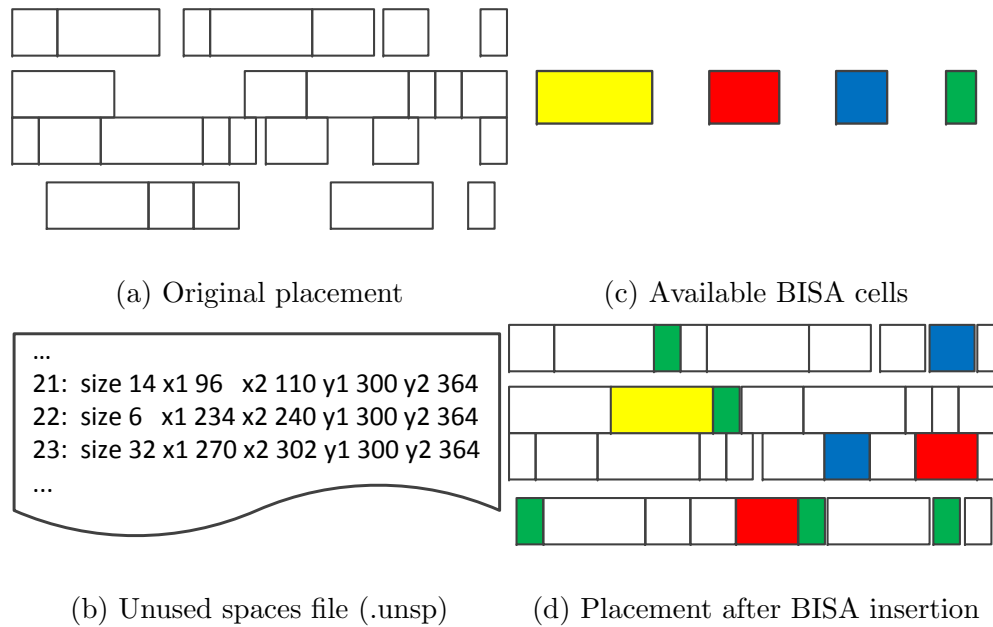 (a) Original placement
(c) Available BISA cells
...
21: size 14 x1 96 x2 110 y1 300 y2 364
22: size 6 x1 234 x2 240 y1 300 y2 364
23: size 32 x1 270 x2 302 y1 300 y2 364
...
(b) Unused spaces file (.unsp)
(d) Placement after BISA insertion